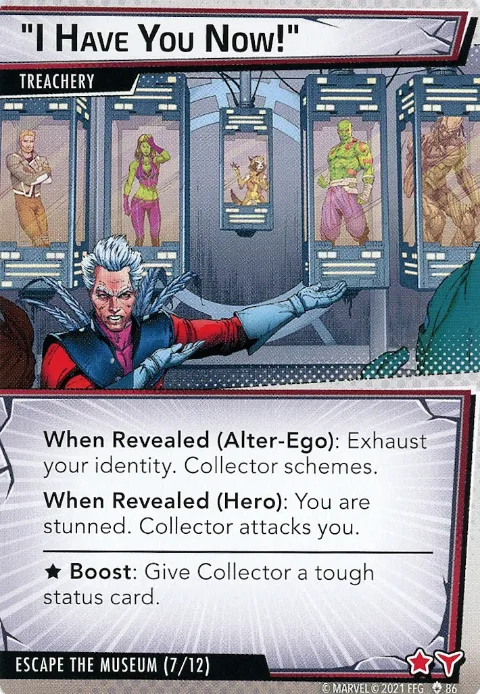 "I HAVE YOU NOW!"
TREACHERY
When Revealed (Alter-Ego): Exhaust
your identity. Collector schemes.
When Revealed (Hero): You are
stunned. Collector attacks you.
★ Boost: Give Collector a tough
status card.
ESCAPE THE MUSEUM (7/12)
© MARVEL © 2021 FFG 86